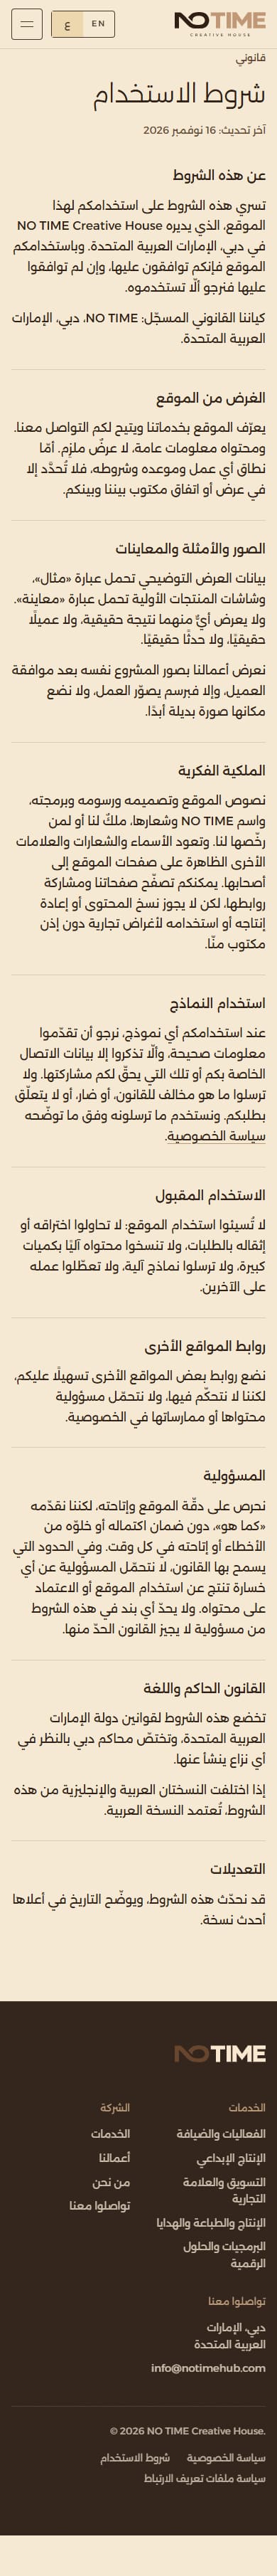 NO TIME
CREATIVE HOUSE
EN
ع
قانوني
شروط الاستخدام
آخر تحديث: 16 نوفمبر 2026
عن هذه الشروط
تسري هذه الشروط على استخدامكم لهذا
الموقع، الذي يديره NO TIME Creative House
في دبي، الإمارات العربية المتحدة. وباستخدامكم
الموقع فإنكم توافقون عليها، وإن لم توافقوا
عليها فنرجو ألّا تستخدموه.
كياننا القانوني المسجّل: NO TIME، دبي، الإمارات
العربية المتحدة.
الغرض من الموقع
يعرّف الموقع بخدماتنا ويتيح لكم التواصل معنا.
ومحتواه معلومات عامة، لا عرضٌ ملزِم. أمّا
نطاق أي عمل وموعده وشروطه، فلا تُحدَّد إلا
في عرض أو اتفاق مكتوب بيننا وبينكم.
الصور والأمثلة والمعاينات
بيانات العرض التوضيحي تحمل عبارة «مثال»،
وشاشات المنتجات الأولية تحمل عبارة «معاينة».
ولا يعرض أيٌّ منهما نتيجة حقيقية، ولا عميلًا
حقيقيًا، ولا حدثًا حقيقيًا.
نعرض أعمالنا بصور المشروع نفسه بعد موافقة
العميل، وإلا فبرسم يصوّر العمل، ولا نضع
مكانها صورة بديلة أبدًا.
الملكية الفكرية
نصوص الموقع وتصميمه ورسومه وبرمجته،
واسم NO TIME وشعارها، ملكٌ لنا أو لمن
رخّصها لنا. وتعود الأسماء والشعارات والعلامات
الأخرى الظاهرة على صفحات الموقع إلى
أصحابها. يمكنكم تصفّح صفحاتنا ومشاركة
روابطها، لكن لا يجوز نسخ المحتوى أو إعادة
إنتاجه أو استخدامه لأغراض تجارية دون إذن
مكتوب منّا.
استخدام النماذج
عند استخدامكم أي نموذج، نرجو أن تقدّموا
معلومات صحيحة، وألّا تذكروا إلا بيانات الاتصال
الخاصة بكم أو تلك التي يحقّ لكم مشاركتها. ولا
ترسلوا ما هو مخالف للقانون، أو ضار، أو لا يتعلّق
بطلبكم. ونستخدم ما ترسلونه وفق ما توضّحه
سياسة الخصوصية.
الاستخدام المقبول
لا تُسيئوا استخدام الموقع: لا تحاولوا اختراقه أو
إثقاله بالطلبات، ولا تنسخوا محتواه آليًا بكميات
كبيرة، ولا ترسلوا نماذج آلية، ولا تعطّلوا عمله
على الآخرين.
روابط المواقع الأخرى
نضع روابط بعض المواقع الأخرى تسهيلًا عليكم،
لكننا لا نتحكّم فيها، ولا نتحمّل مسؤولية
محتواها أو ممارساتها في الخصوصية.
المسؤولية
نحرص على دقّة الموقع وإتاحته، لكننا نقدّمه
«كما هو»، دون ضمان اكتماله أو خلوّه من
الأخطاء أو إتاحته في كل وقت. وفي الحدود التي
يسمح بها القانون، لا نتحمّل المسؤولية عن أي
خسارة تنتج عن استخدام الموقع أو الاعتماد
على محتواه. ولا يحدّ أي بند في هذه الشروط
من مسؤولية لا يجيز القانون الحدّ منها.
القانون الحاكم واللغة
تخضع هذه الشروط لقوانين دولة الإمارات
العربية المتحدة، وتختصّ محاكم دبي بالنظر في
أي نزاع ينشأ عنها.
إذا اختلفت النسختان العربية والإنجليزية من هذه
الشروط، تُعتمد النسخة العربية.
التعديلات
قد نحدّث هذه الشروط، ويوضّح التاريخ في أعلاها
أحدث نسخة.
NO TIME
الخدمات
الفعاليات والضيافة
الإنتاج الإبداعي
التسويق والعلامة
التجارية
الإنتاج والطباعة والهدايا
البرمجيات والحلول
الرقمية
الشركة
الخدمات
أعمالنا
من نحن
تواصلوا معنا
تواصلوا معنا
دبي، الإمارات
العربية المتحدة
info@notimehub.com
© 2026 NO TIME Creative House.
سياسة الخصوصية
شروط الاستخدام
سياسة ملفات تعريف الارتباط